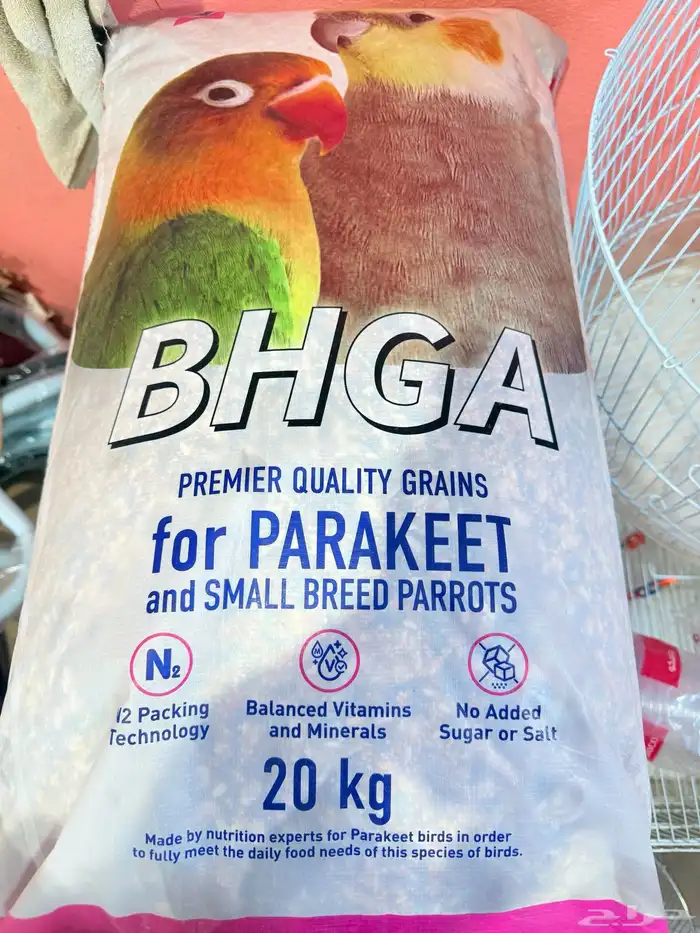 BHGA
PREMIER QUALITY GRAINS
for PARAKEET
and SMALL BREED PARROTS
N2
M V
2 Packing Technology
Balanced Vitamins and Minerals
No Added Sugar or Salt
20 kg
Made by nutrition experts for Parakeet birds in order
to fully meet the daily food needs of this species of birds.
حراج